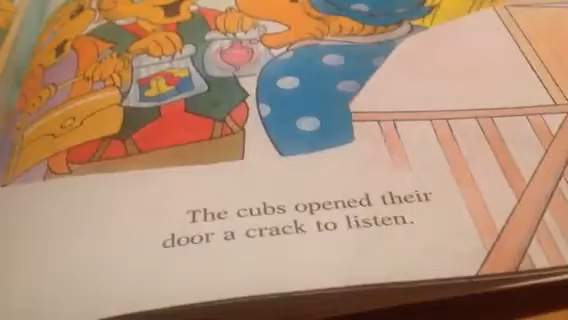 The cubs opened their
door a crack to listen.